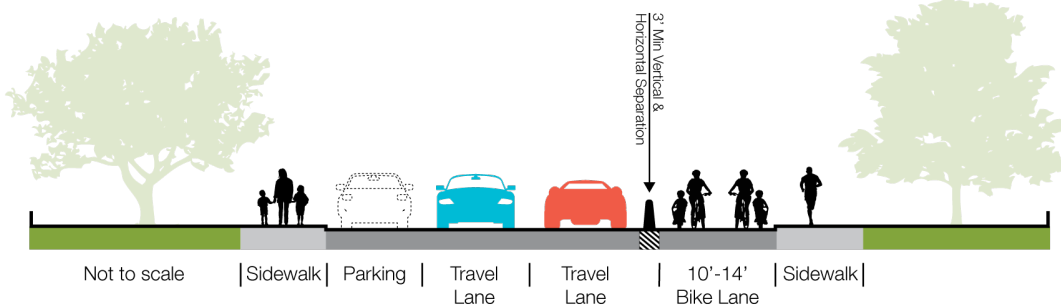 3' Min Vertical &
Horizontal Separation
Not to scale
Sidewalk
Parking
Travel
Lane
Travel
Lane
10'-14'
Bike Lane
Sidewalk